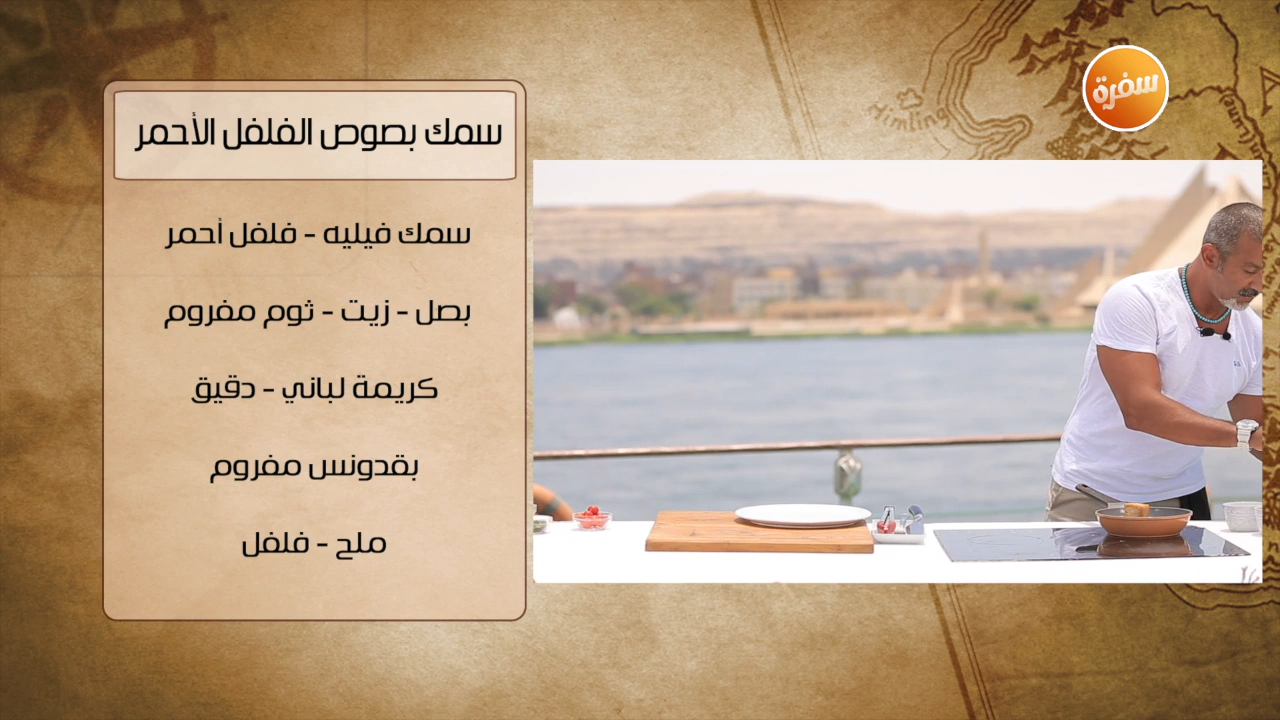 سفرة
سمك بصوص الفلفل الأحمر
سمك فيليه - فلفل أحمر
بصل - زيت - ثوم مفروم
كريمة لباني - دقيق
بقدونس مفروم
ملح - فلفل
Himling